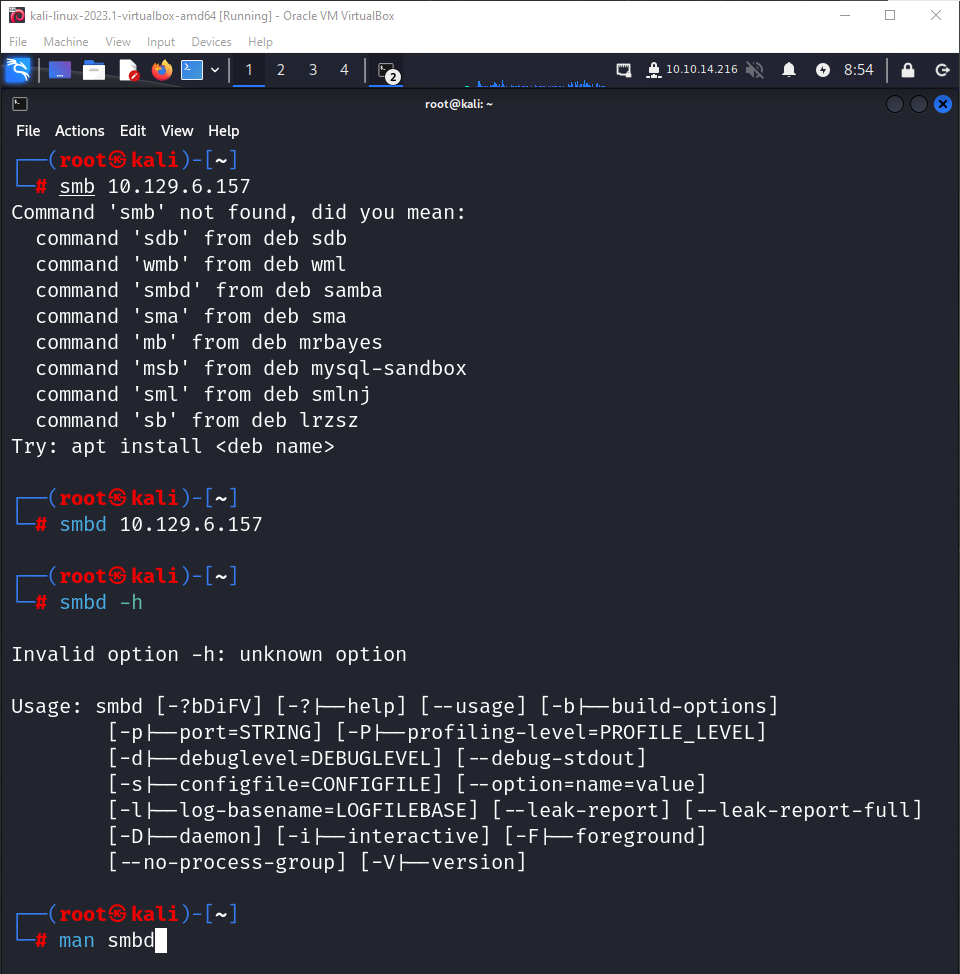 kali-linux-2023.1-virtualbox-amd64 [Running] - Oracle VM VirtualBox
File Machine View Input Devices Help
1 2 3 4 2 10.10.14.216 8:54
root@kali: ~
File Actions Edit View Help
┌──(root㉿kali)-[~]
└─# smb 10.129.6.157
Command 'smb' not found, did you mean:
  command 'sdb' from deb sdb
  command 'wmb' from deb wml
  command 'smbd' from deb samba
  command 'sma' from deb sma
  command 'mb' from deb mrbayes
  command 'msb' from deb mysql-sandbox
  command 'sml' from deb smlnj
  command 'sb' from deb lrzsz
Try: apt install <deb name>
┌──(root㉿kali)-[~]
└─# smbd 10.129.6.157
┌──(root㉿kali)-[~]
└─# smbd -h
Invalid option -h: unknown option
Usage: smbd [-?bDiFV] [-?|--help] [--usage] [-b|--build-options]
        [-p|--port=STRING] [-P|--profiling-level=PROFILE_LEVEL]
        [-d|--debuglevel=DEBUGLEVEL] [--debug-stdout]
        [-s|--configfile=CONFIGFILE] [--option=name=value]
        [-l|--log-basename=LOGFILEBASE] [--leak-report] [--leak-report-full]
        [-D|--daemon] [-i|--interactive] [-F|--foreground]
        [--no-process-group] [-V|--version]
┌──(root㉿kali)-[~]
└─# man smbd